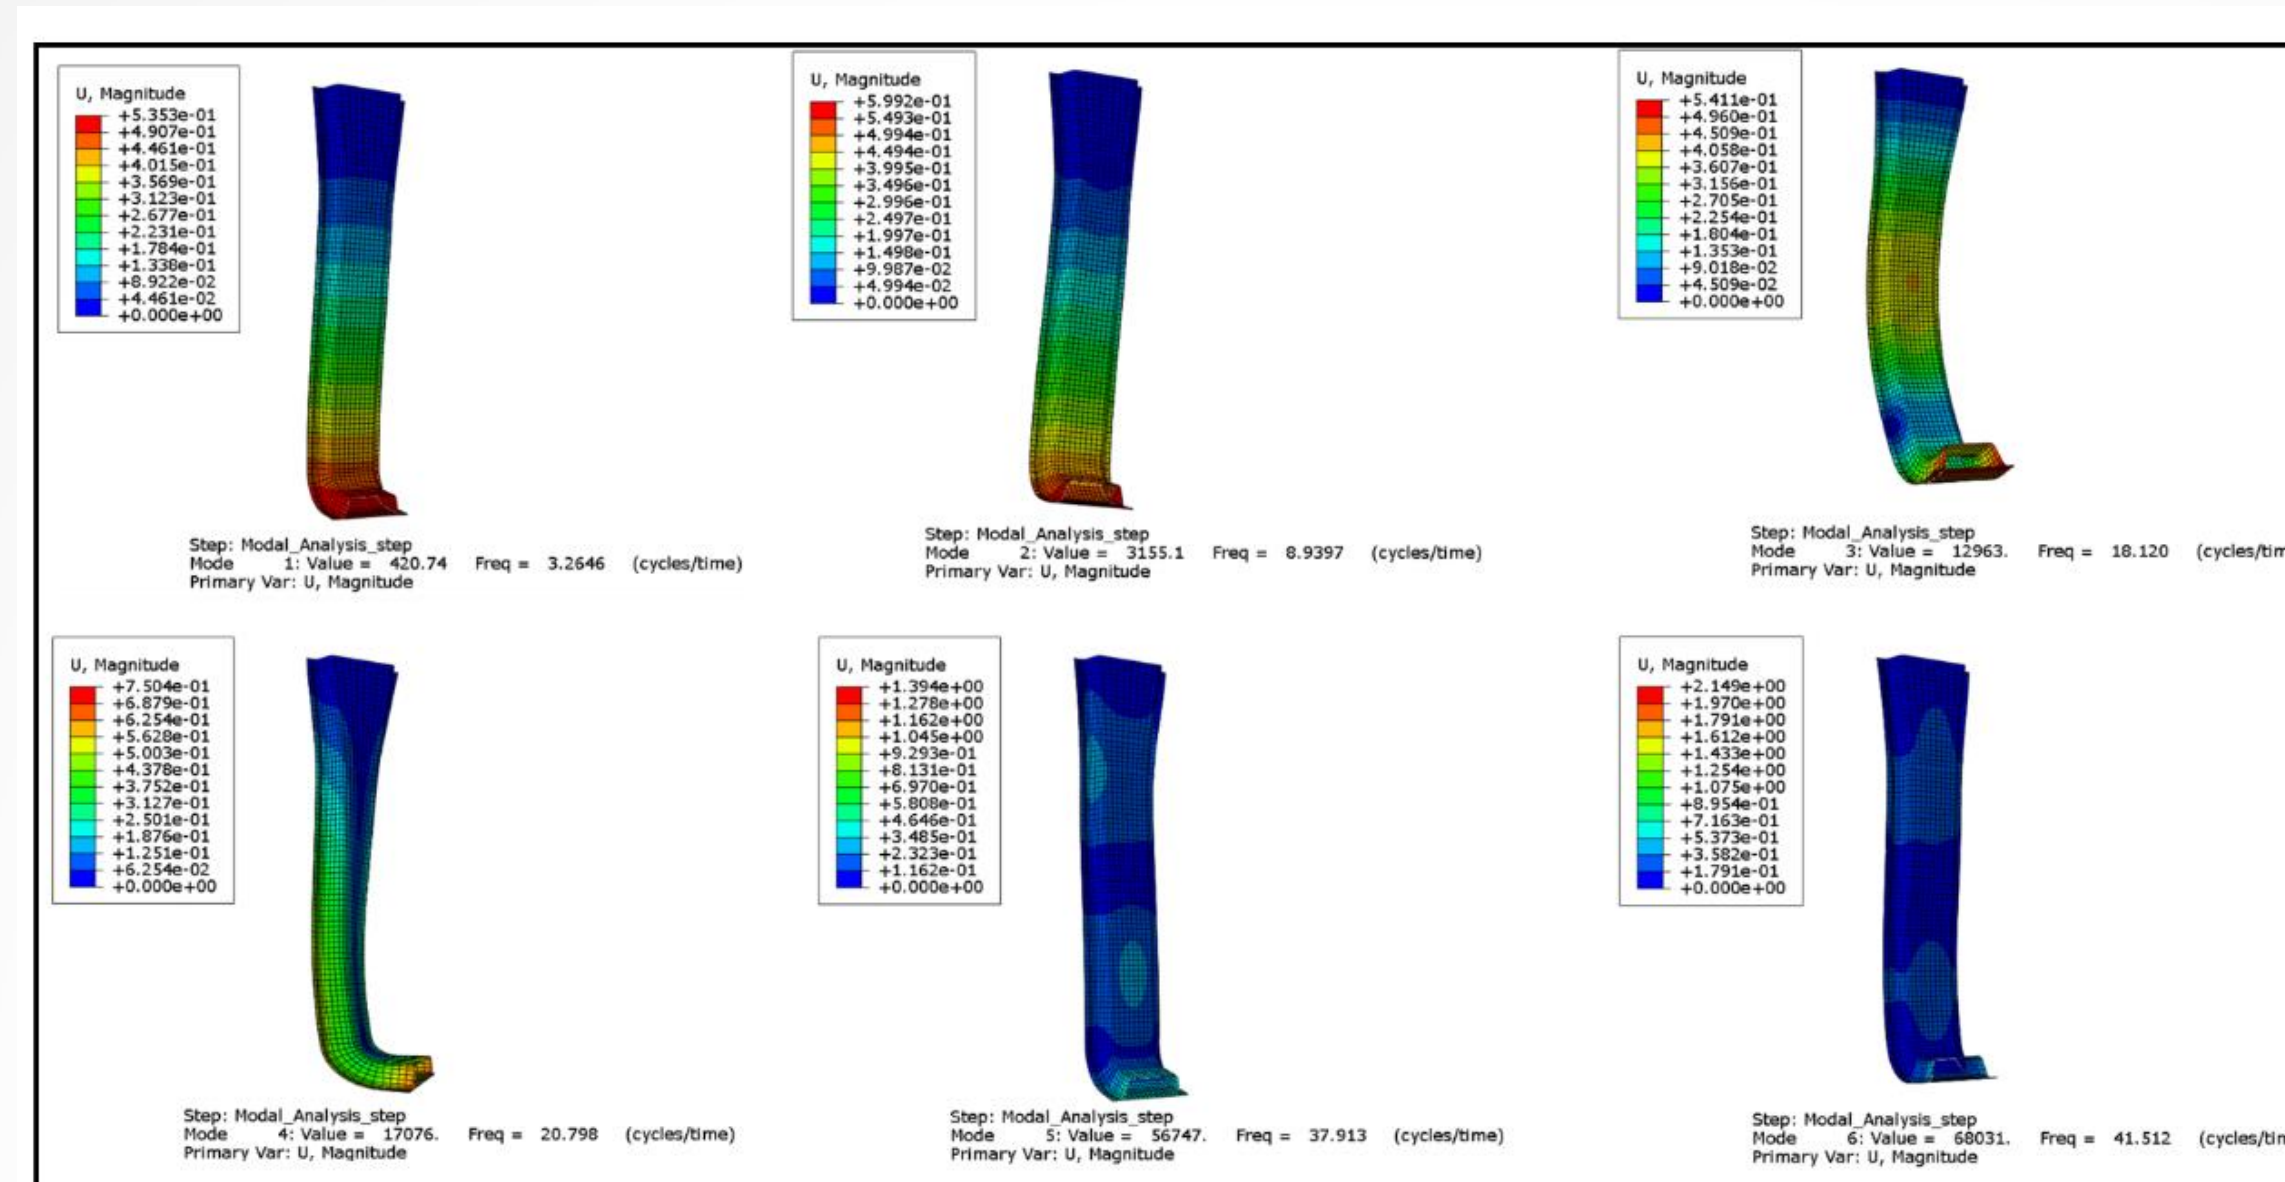 U, Magnitude
+5.353e-01
+4.907e-01
+4.461e-01
+4.015e-01
+3.569e-01
+3.123e-01
+2.677e-01
+2.231e-01
+1.784e-01
+1.338e-01
+8.922e-02
+4.461e-02
+0.000e+00
Step: Modal_Analysis_step
Mode 1: Value = 420.74 Freq = 3.2646 (cycles/time)
Primary Var: U, Magnitude
U, Magnitude
+5.992e-01
+5.493e-01
+4.994e-01
+4.494e-01
+3.995e-01
+3.496e-01
+2.996e-01
+2.497e-01
+1.997e-01
+1.498e-01
+9.987e-02
+4.994e-02
+0.000e+00
Step: Modal_Analysis_step
Mode 2: Value = 3155.1 Freq = 8.9397 (cycles/time)
Primary Var: U, Magnitude
U, Magnitude
+5.411e-01
+4.960e-01
+4.509e-01
+4.058e-01
+3.607e-01
+3.156e-01
+2.705e-01
+2.254e-01
+1.804e-01
+1.353e-01
+9.018e-02
+4.509e-02
+0.000e+00
Step: Modal_Analysis_step
Mode 3: Value = 12963. Freq = 18.120 (cycles/tim
Primary Var: U, Magnitude
U, Magnitude
+7.504e-01
+6.879e-01
+6.254e-01
+5.628e-01
+5.003e-01
+4.378e-01
+3.752e-01
+3.127e-01
+2.501e-01
+1.876e-01
+1.251e-01
+6.254e-02
+0.000e+00
Step: Modal_Analysis_step
Mode 4: Value = 17076. Freq = 20.798 (cycles/time)
Primary Var: U, Magnitude
U, Magnitude
+1.394e+00
+1.278e+00
+1.162e+00
+1.045e+00
+9.293e-01
+8.131e-01
+6.970e-01
+5.808e-01
+4.646e-01
+3.485e-01
+2.323e-01
+1.162e-01
+0.000e+00
Step: Modal_Analysis_step
Mode 5: Value = 56747. Freq = 37.913 (cycles/time)
Primary Var: U, Magnitude
U, Magnitude
+2.149e+00
+1.970e+00
+1.791e+00
+1.612e+00
+1.433e+00
+1.254e+00
+1.075e+00
+8.954e-01
+7.163e-01
+5.373e-01
+3.582e-01
+1.791e-01
+0.000e+00
Step: Modal_Analysis_step
Mode 6: Value = 68031. Freq = 41.512 (cycles/tim
Primary Var: U, Magnitude